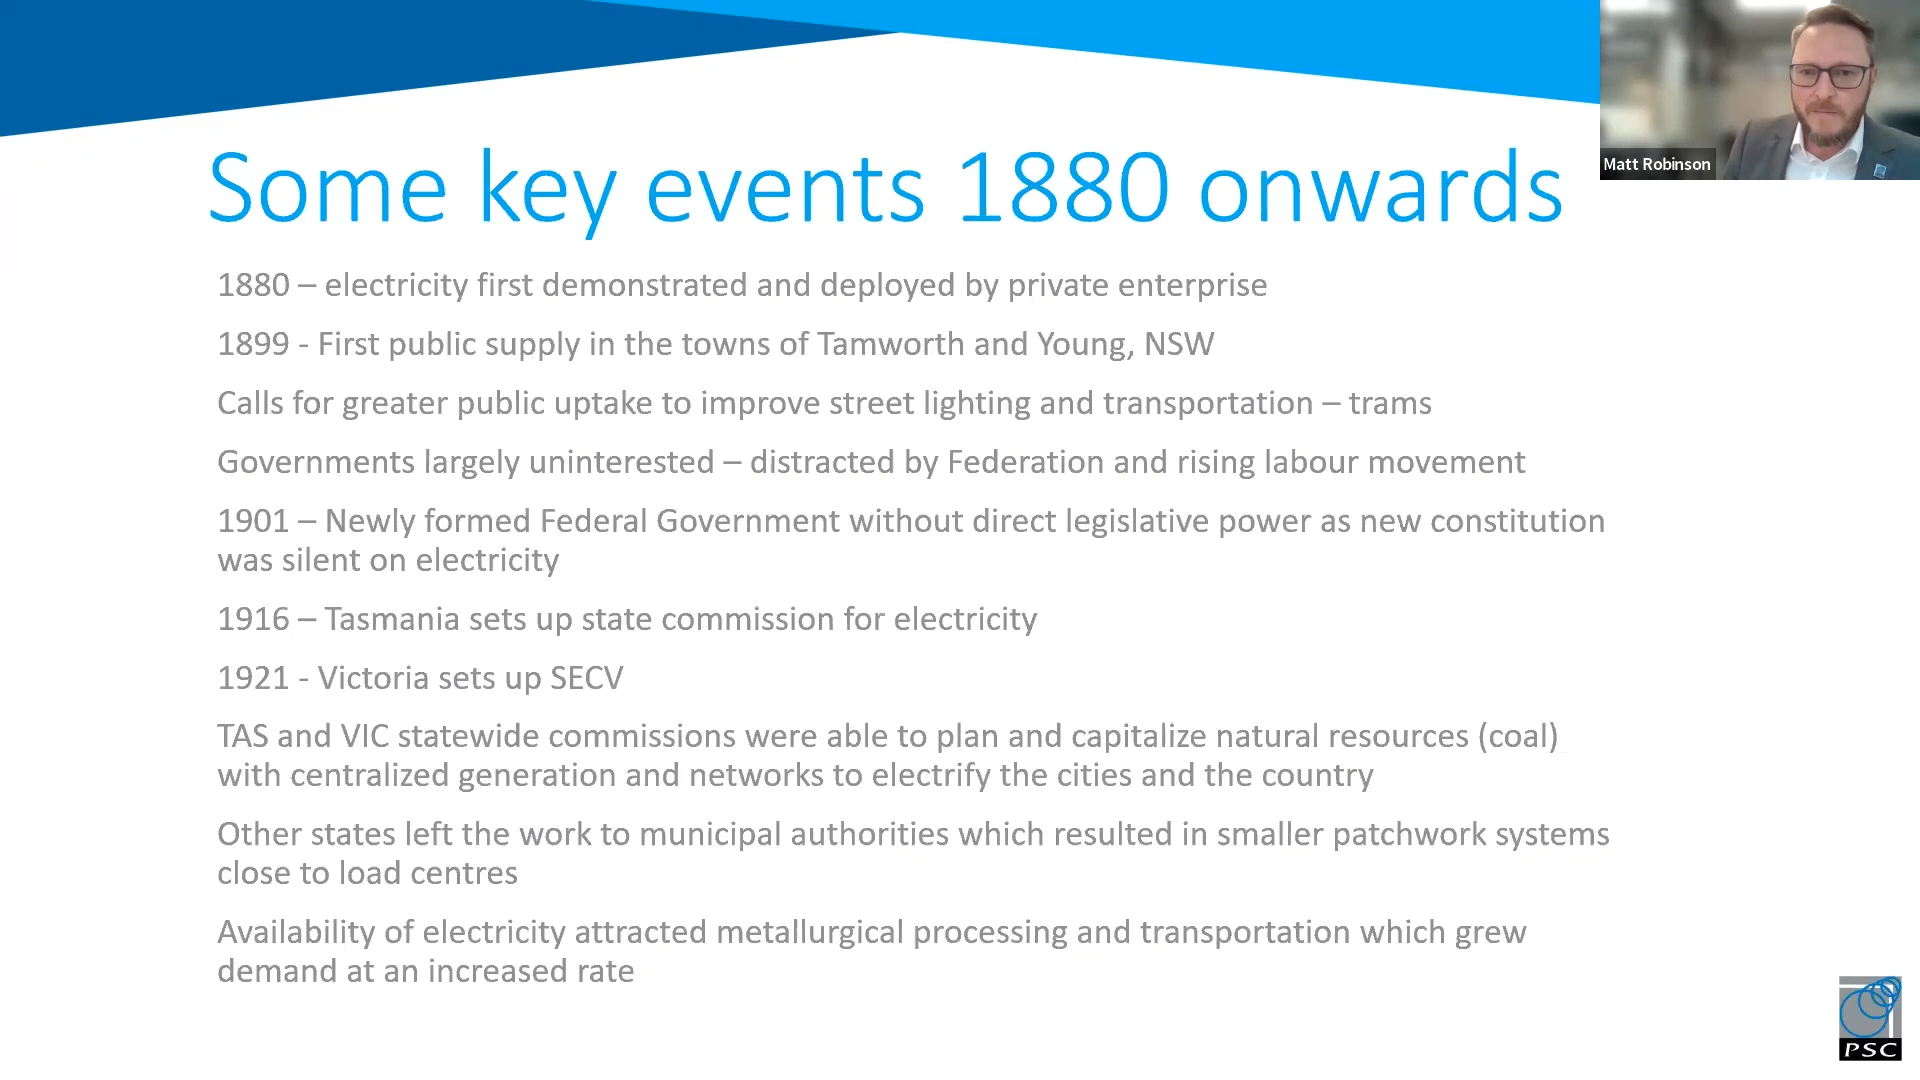 Matt Robinson
Some key events 1880 onwards
1880 – electricity first demonstrated and deployed by private enterprise
1899 - First public supply in the towns of Tamworth and Young, NSW
Calls for greater public uptake to improve street lighting and transportation – trams
Governments largely uninterested – distracted by Federation and rising labour movement
1901 – Newly formed Federal Government without direct legislative power as new constitution
was silent on electricity
1916 – Tasmania sets up state commission for electricity
1921 - Victoria sets up SECV
TAS and VIC statewide commissions were able to plan and capitalize natural resources (coal)
with centralized generation and networks to electrify the cities and the country
Other states left the work to municipal authorities which resulted in smaller patchwork systems
close to load centres
Availability of electricity attracted metallurgical processing and transportation which grew
demand at an increased rate
PSC